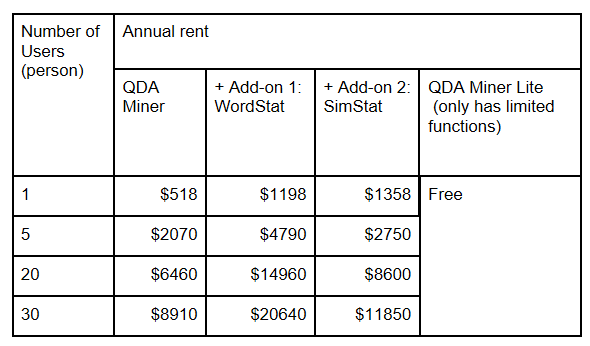 Number of
Users
(person)
Annual rent
QDA
Miner
+ Add-on 1:
WordStat
+ Add-on 2:
SimStat
QDA Miner Lite
(only has limited
functions)
1 $518 $1198 $1358 Free
5 $2070 $4790 $2750
20 $6460 $14960 $8600
30 $8910 $20640 $11850